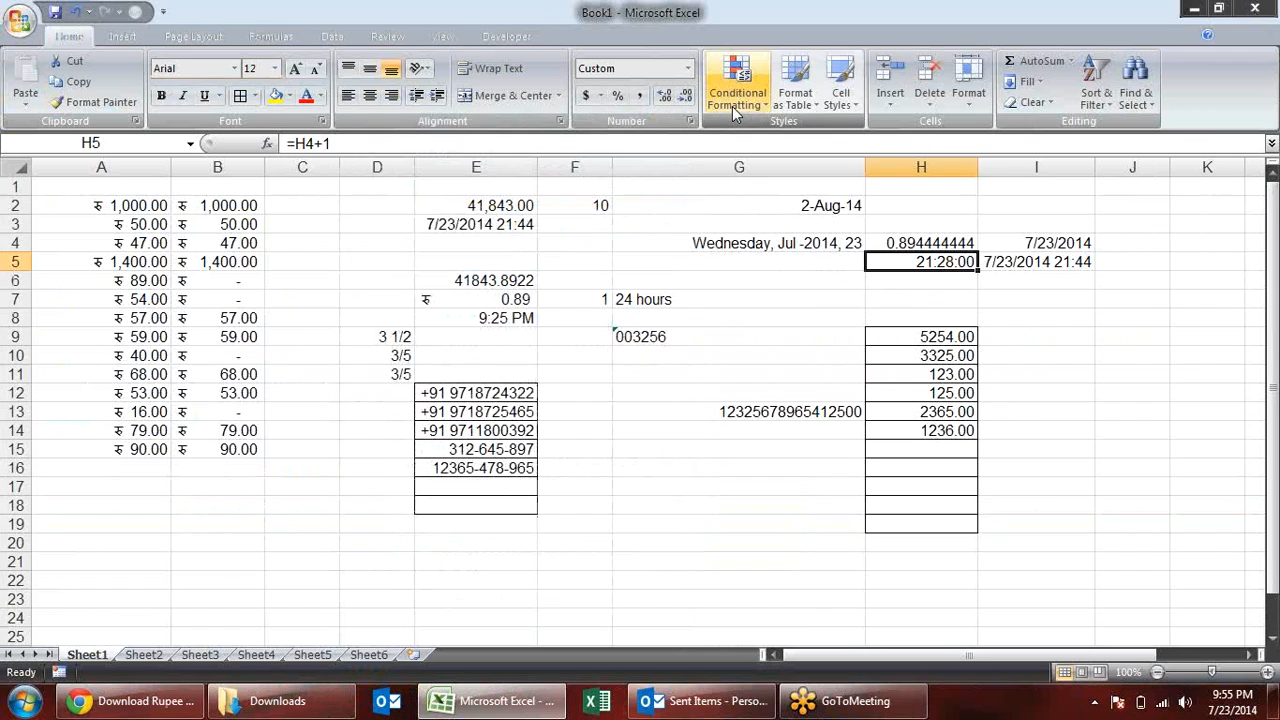 Book1 - Microsoft Excel
Home Insert Page Layout Formulas Data Review View Developer
Paste Cut Copy Format Painter Clipboard
Arial 12 B I U Font
Wrap Text Merge & Center Alignment
Custom $ % , Number
Conditional Formatting Format as Table Cell Styles Styles
Insert Delete Format Cells
AutoSum Fill Clear Sort & Filter Find & Select Editing
H5 fx =H4+1
A B C D E F G H I J K
1
2 रु 1,000.00 रु 1,000.00 41,843.00 10 2-Aug-14
3 रु 50.00 रु 50.00 7/23/2014 21:44
4 रु 47.00 रु 47.00 Wednesday, Jul -2014, 23 0.894444444 7/23/2014
5 रु 1,400.00 रु 1,400.00 21:28:00 7/23/2014 21:44
6 रु 89.00 रु - 41843.8922
7 रु 54.00 रु - रु 0.89 1 24 hours
8 रु 57.00 रु 57.00 9:25 PM
9 रु 59.00 रु 59.00 3 1/2 003256 5254.00
10 रु 40.00 रु - 3/5 3325.00
11 रु 68.00 रु 68.00 3/5 123.00
12 रु 53.00 रु 53.00 +91 9718724322 125.00
13 रु 16.00 रु - +91 9718725465 12325678965412500 2365.00
14 रु 79.00 रु 79.00 +91 9711800392 1236.00
15 रु 90.00 रु 90.00 312-645-897
16 12365-478-965
17
18
19
20
21
22
23
24
25
Sheet1 Sheet2 Sheet3 Sheet4 Sheet5 Sheet6
Ready 100%
Download Rupee ... Downloads Microsoft Excel - ... Sent Items - Perso... GoToMeeting 9:55 PM
7/23/2014